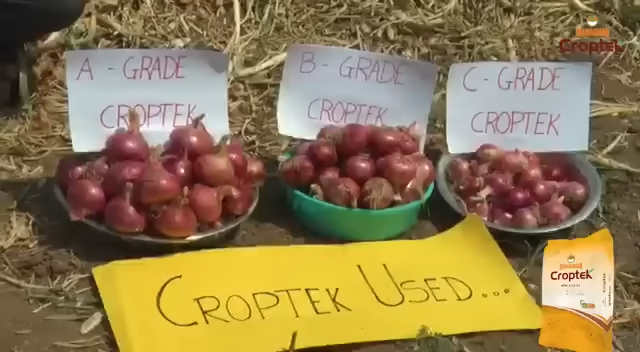 Croptek
A - GRADE
CROPTEK
B - GRADE
CROPTEK
C - GRADE
CROPTEK
CROPTEK USED...
Croptek